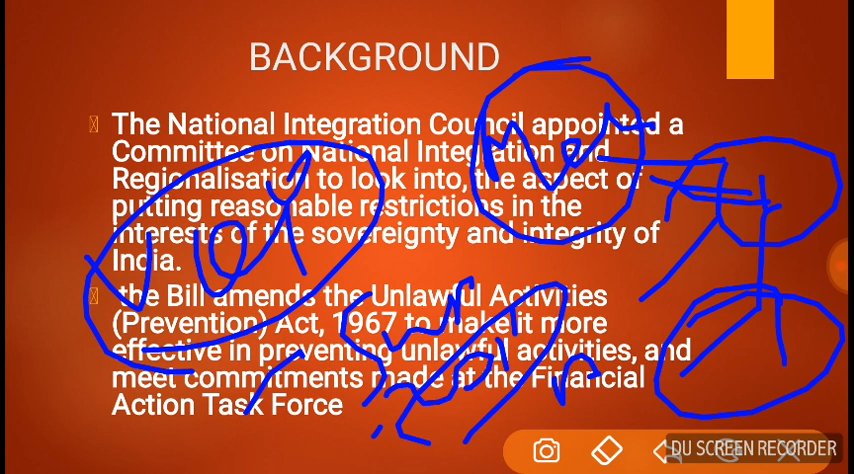 BACKGROUND
The National Integration Council appointed a
Committee on National Integration and
Regionalisation to look into, the aspect of
putting reasonable restrictions in the
interests of the sovereignty and integrity of
India.
the Bill amends the Unlawful Activities
(Prevention) Act, 1967 to make it more
effective in preventing unlawful activities, and
meet commitments made at the Financial
Action Task Force
DU SCREEN RECORDER